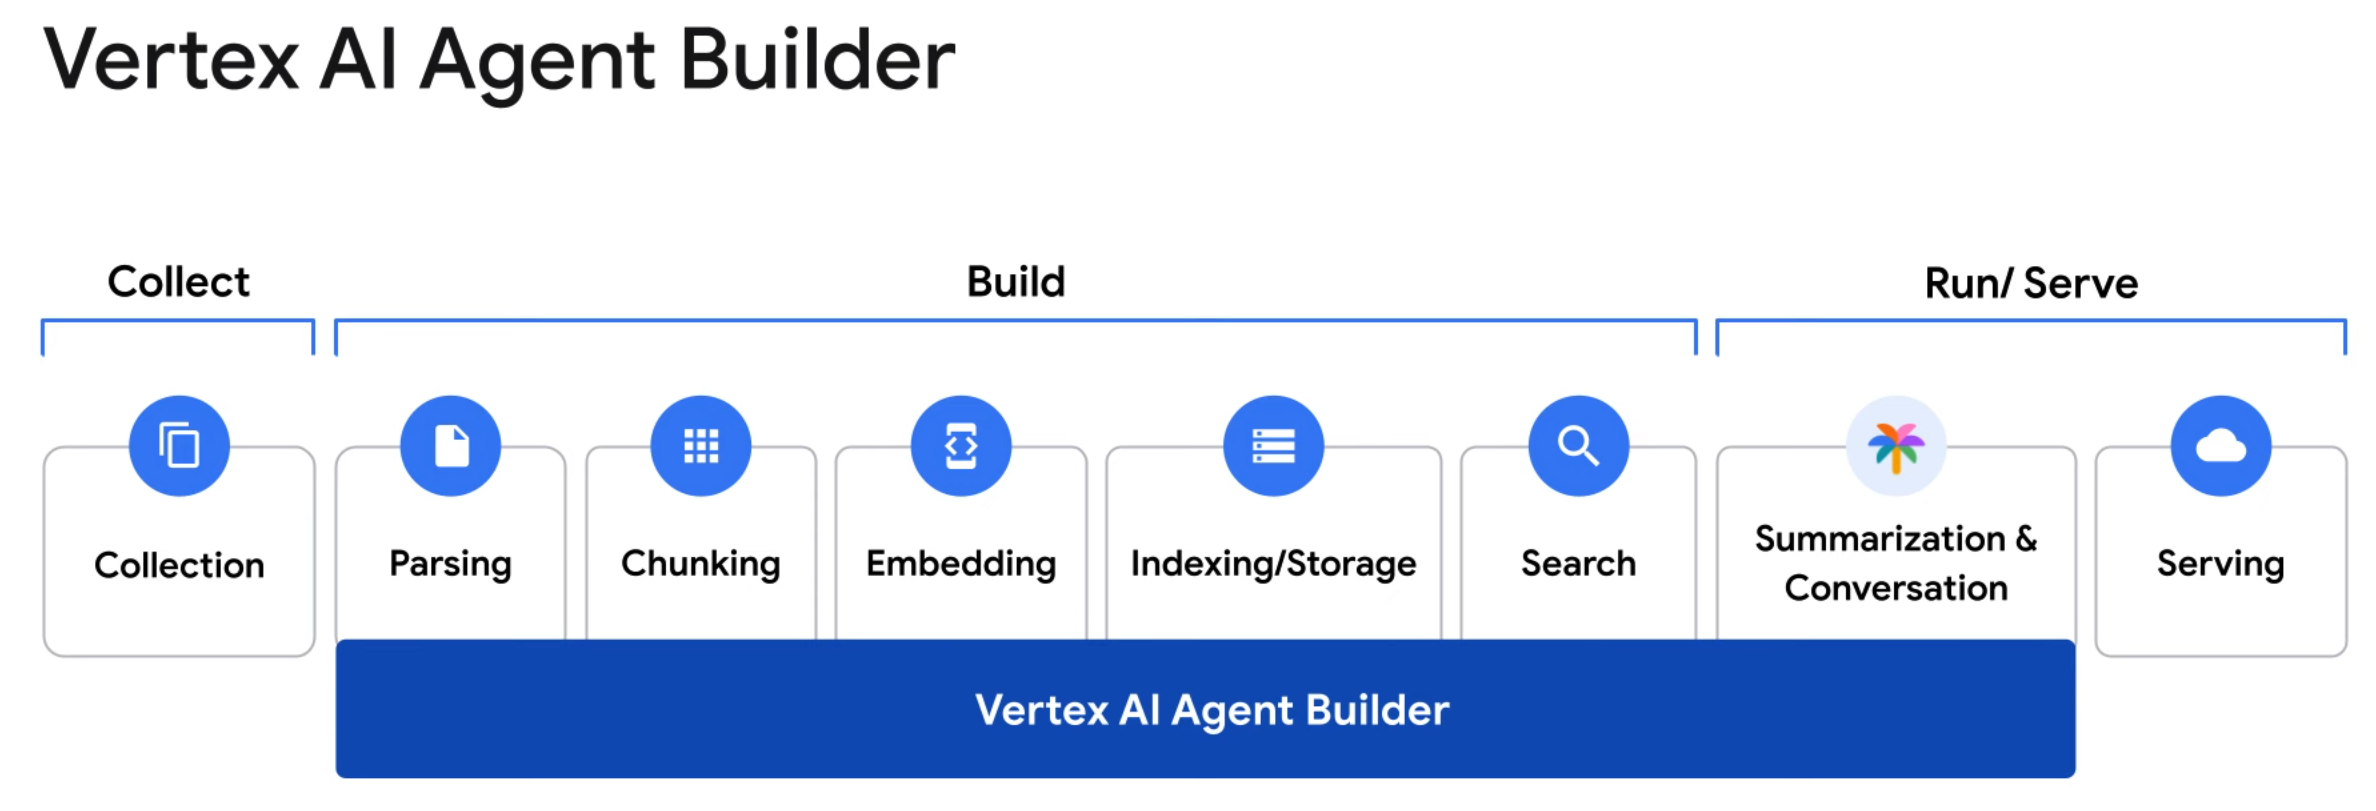 Vertex AI Agent Builder
Collect
Build
Run/ Serve
Collection
Parsing
Chunking
Embedding
Indexing/Storage
Search
Summarization &
Conversation
Serving
Vertex AI Agent Builder